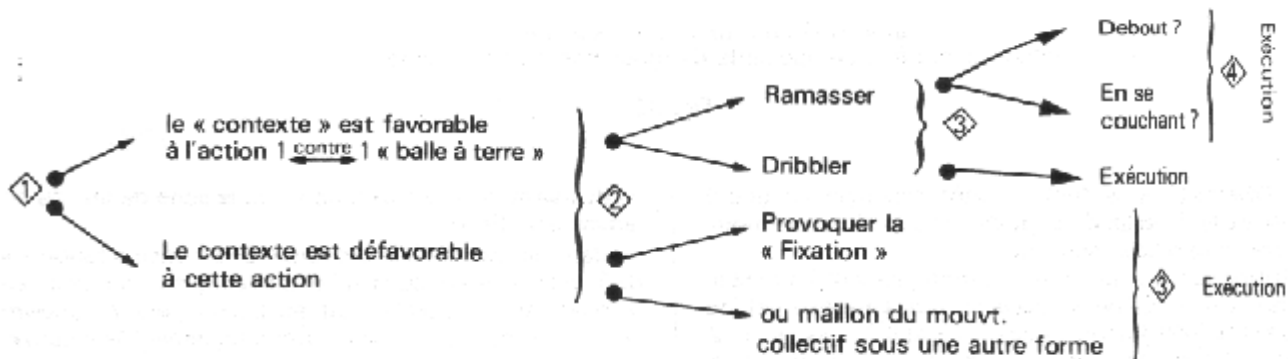 1
le « contexte » est favorable
à l'action 1 contre 1 « balle à terre »
Le contexte est défavorable
à cette action
2
Ramasser
Dribbler
Provoquer la
« Fixation »
ou maillon du mouvt.
collectif sous une autre forme
3
Debout ?
En se
couchant ?
Exécution
4
Exécution
3
Exécution